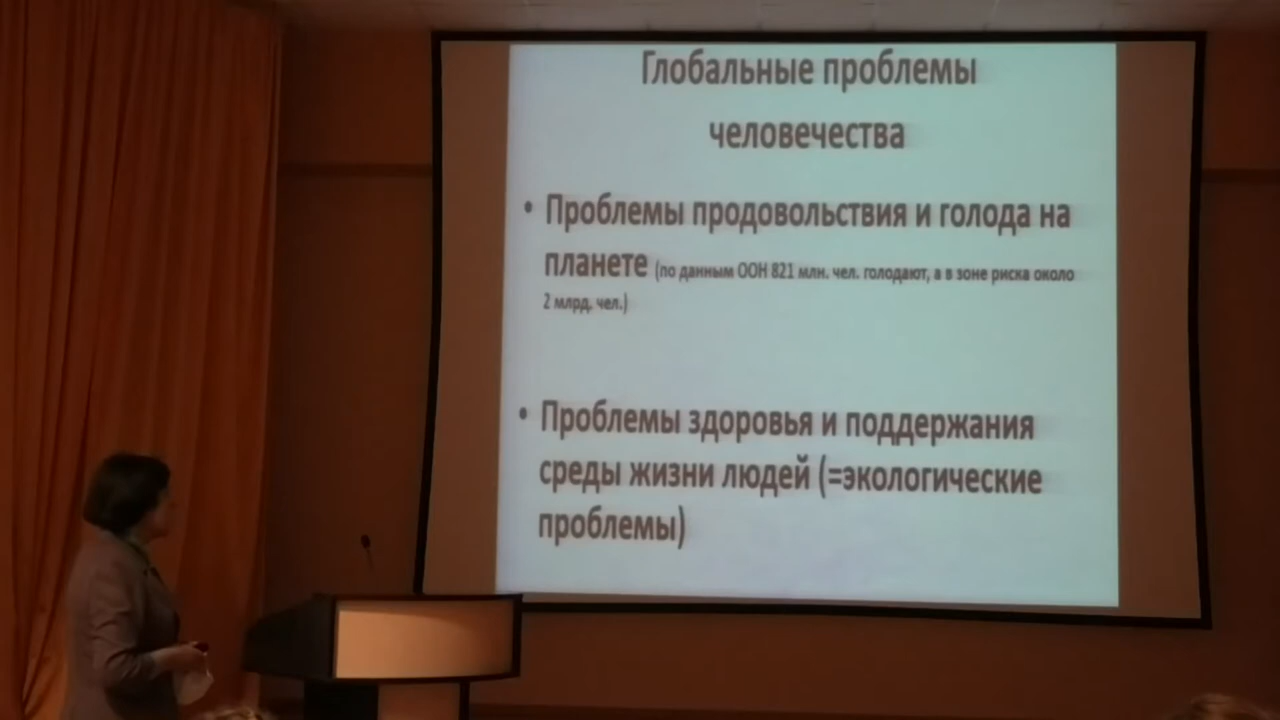 Глобальные проблемы
человечества
• Проблемы продовольствия и голода на
планете (по данным ООН 821 млн. чел. голодают, а в зоне риска около
2 млрд. чел.)
• Проблемы здоровья и поддержания
среды жизни людей (=экологические
проблемы)